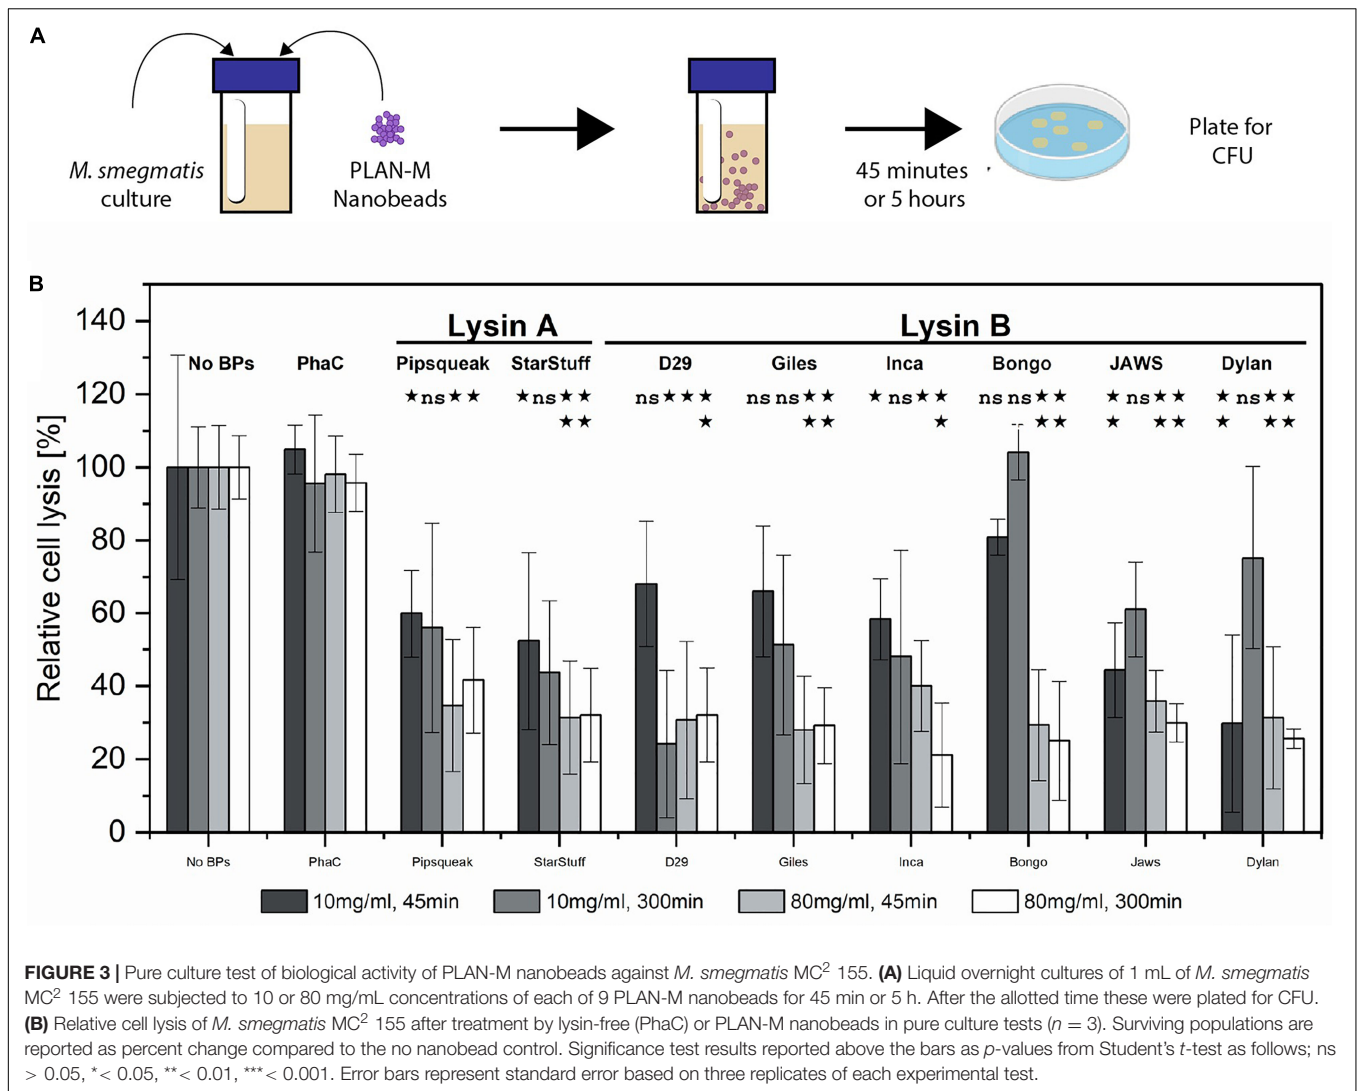 A
M. smegmatis
culture
PLAN-M
Nanobeads
45 minutes
or 5 hours
Plate for
CFU
B
Relative cell lysis [%]
140
120
100
80
60
40
20
0
Lysin A
Lysin B
No BPs PhaC Pipsqueak StarStuff D29 Giles Inca Bongo JAWS Dylan
★ns★★ ★ns★★ ns★★★ nsns★★ ★ns★★ nsns★★ ★ns★★ ★ns★★
★★ ★ ★★ ★ ★★ ★ ★★ ★ ★★
No BPs PhaC Pipsqueak StarStuff D29 Giles Inca Bongo Jaws Dylan
10mg/ml, 45min 10mg/ml, 300min 80mg/ml, 45min 80mg/ml, 300min
FIGURE 3 | Pure culture test of biological activity of PLAN-M nanobeads against M. smegmatis MC² 155. (A) Liquid overnight cultures of 1 mL of M. smegmatis
MC² 155 were subjected to 10 or 80 mg/mL concentrations of each of 9 PLAN-M nanobeads for 45 min or 5 h. After the allotted time these were plated for CFU.
(B) Relative cell lysis of M. smegmatis MC² 155 after treatment by lysin-free (PhaC) or PLAN-M nanobeads in pure culture tests (n = 3). Surviving populations are
reported as percent change compared to the no nanobead control. Significance test results reported above the bars as p-values from Student's t-test as follows; ns
> 0.05, *< 0.05, **< 0.01, ***< 0.001. Error bars represent standard error based on three replicates of each experimental test.